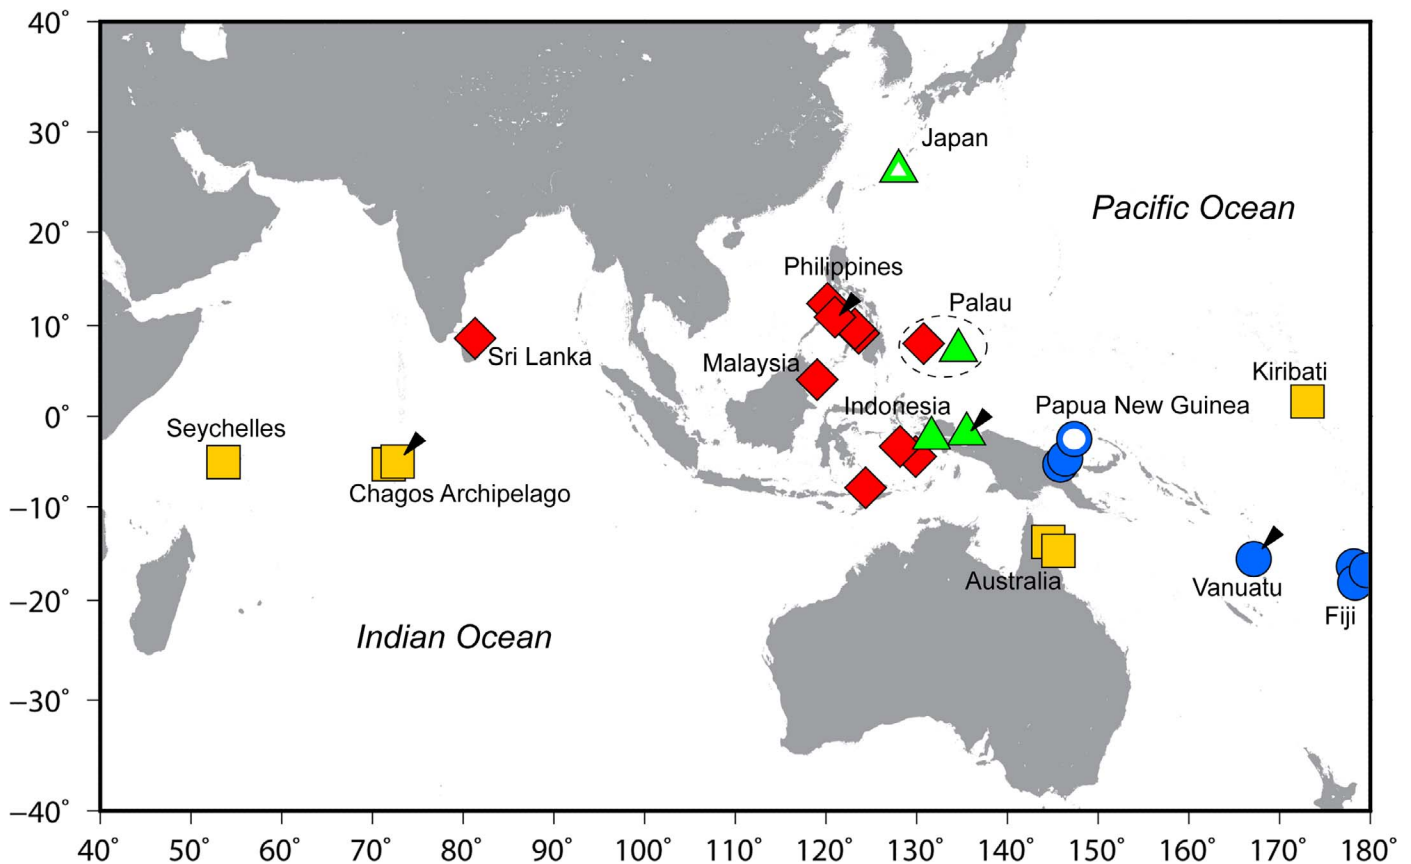 40°
30°
20°
10°
0°
−10°
−20°
−30°
−40°
Japan
Pacific Ocean
Philippines
Palau
Sri Lanka
Malaysia
Kiribati
Indonesia
Papua New Guinea
Seychelles
Chagos Archipelago
Australia
Vanuatu
Fiji
Indian Ocean
40° 50° 60° 70° 80° 90° 100° 110° 120° 130° 140° 150° 160° 170° 180°